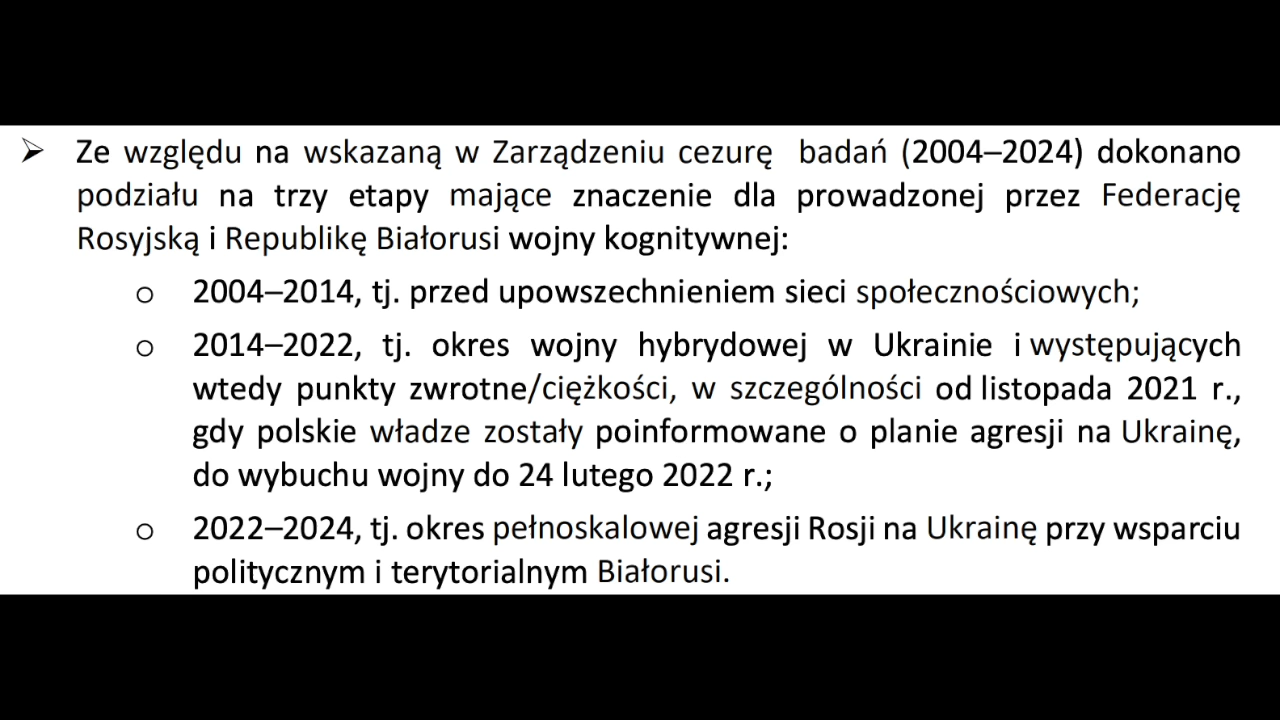 ➢ Ze względu na wskazaną w Zarządzeniu cezurę badań (2004–2024) dokonano
podziału na trzy etapy mające znaczenie dla prowadzonej przez Federację
Rosyjską i Republikę Białorusi wojny kognitywnej:
o 2004–2014, tj. przed upowszechnieniem sieci społecznościowych;
o 2014–2022, tj. okres wojny hybrydowej w Ukrainie i występujących
wtedy punkty zwrotne/ciężkości, w szczególności od listopada 2021 r.,
gdy polskie władze zostały poinformowane o planie agresji na Ukrainę,
do wybuchu wojny do 24 lutego 2022 r.;
o 2022–2024, tj. okres pełnoskalowej agresji Rosji na Ukrainę przy wsparciu
politycznym i terytorialnym Białorusi.